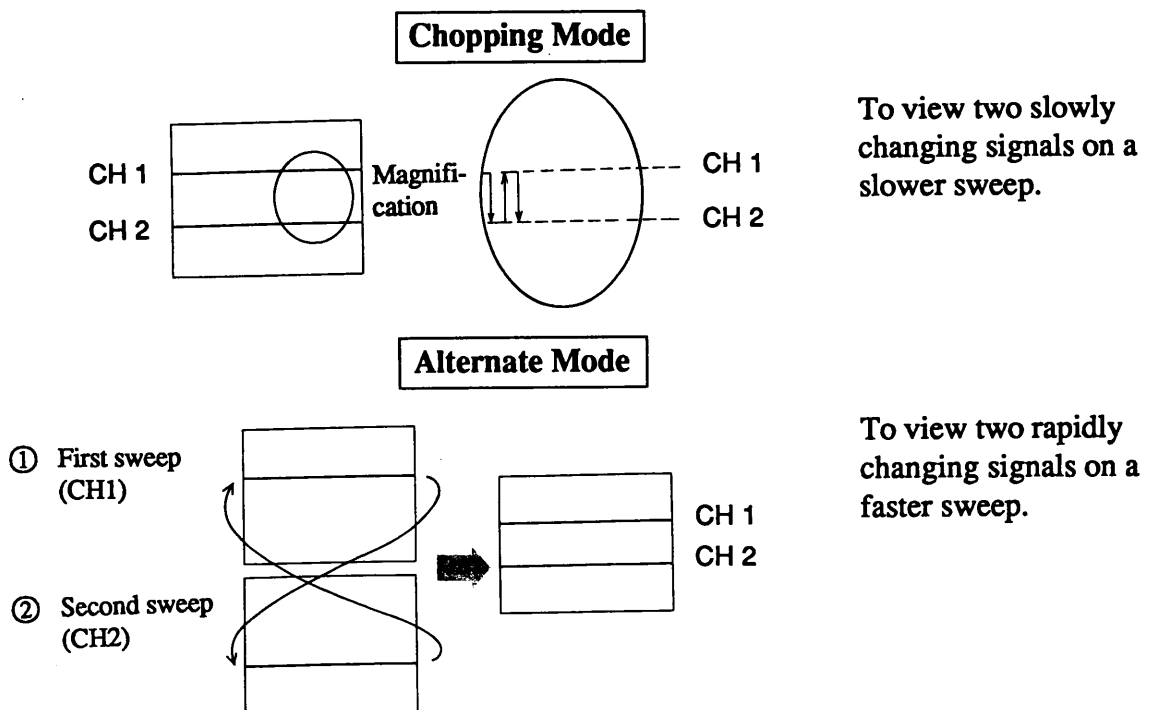 Chopping Mode
CH 1
CH 2
Magnifi-
cation
CH 1
CH 2
To view two slowly
changing signals on a
slower sweep.
Alternate Mode
① First sweep
(CH1)
② Second sweep
(CH2)
CH 1
CH 2
To view two rapidly
changing signals on a
faster sweep.